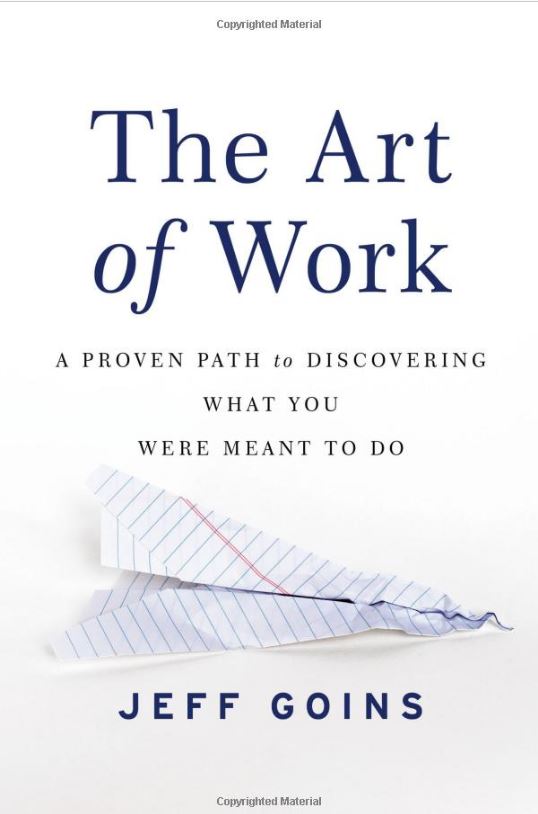 Copyrighted Material
The Art
of Work
A PROVEN PATH to DISCOVERING
WHAT YOU
WERE MEANT TO DO
JEFF GOINS
Copyrighted Material